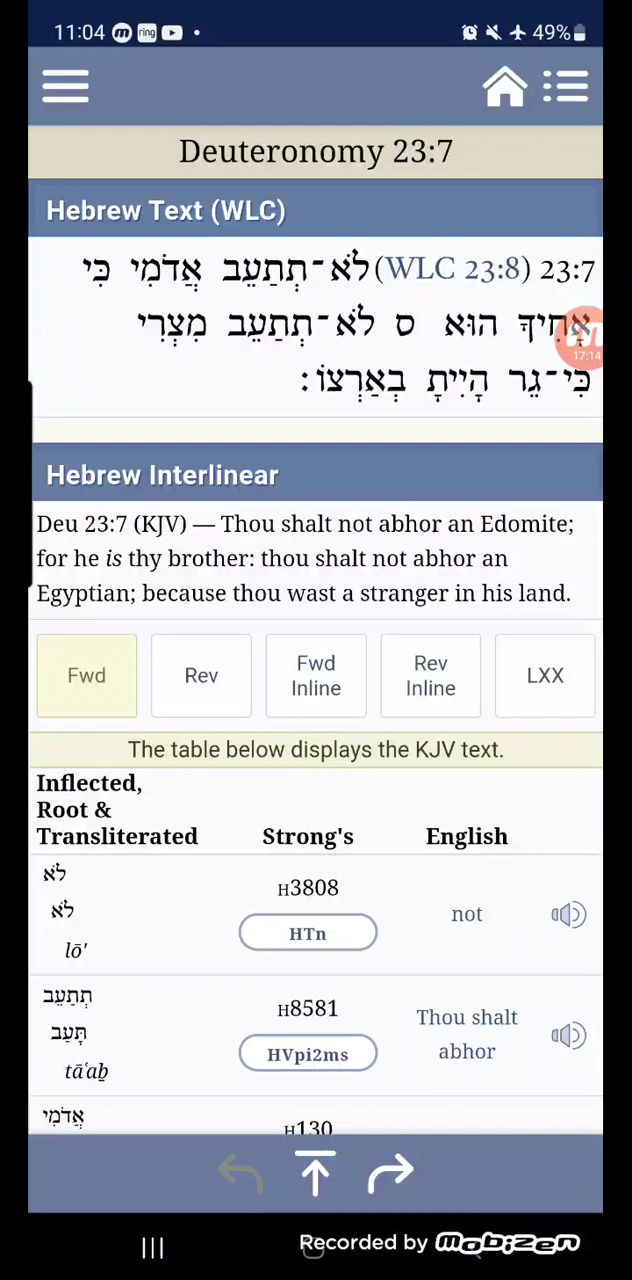 11:04 ring 49%
Deuteronomy 23:7
Hebrew Text (WLC)
23:7 (WLC 23:8) לֹא־תְתַעֵב אֲדֹמִי כִּי
אָחִיךָ הוּא ס לֹא־תְתַעֵב מִצְרִי
כִּי־גֵר הָיִיתָ בְאַרְצוֹ׃
17:14
Hebrew Interlinear
Deu 23:7 (KJV) — Thou shalt not abhor an Edomite;
for he is thy brother: thou shalt not abhor an
Egyptian; because thou wast a stranger in his land.
Fwd Rev Fwd Inline Rev Inline LXX
The table below displays the KJV text.
Inflected,
Root &
Transliterated Strong's English
לֹא
H3808
לֹא
not
HTn
lō'
תְתַעֵב
H8581
Thou shalt
תָּעַב
abhor
HVpi2ms
tāʿaḇ
אֲדֹמִי
H130
Recorded by Mobizen